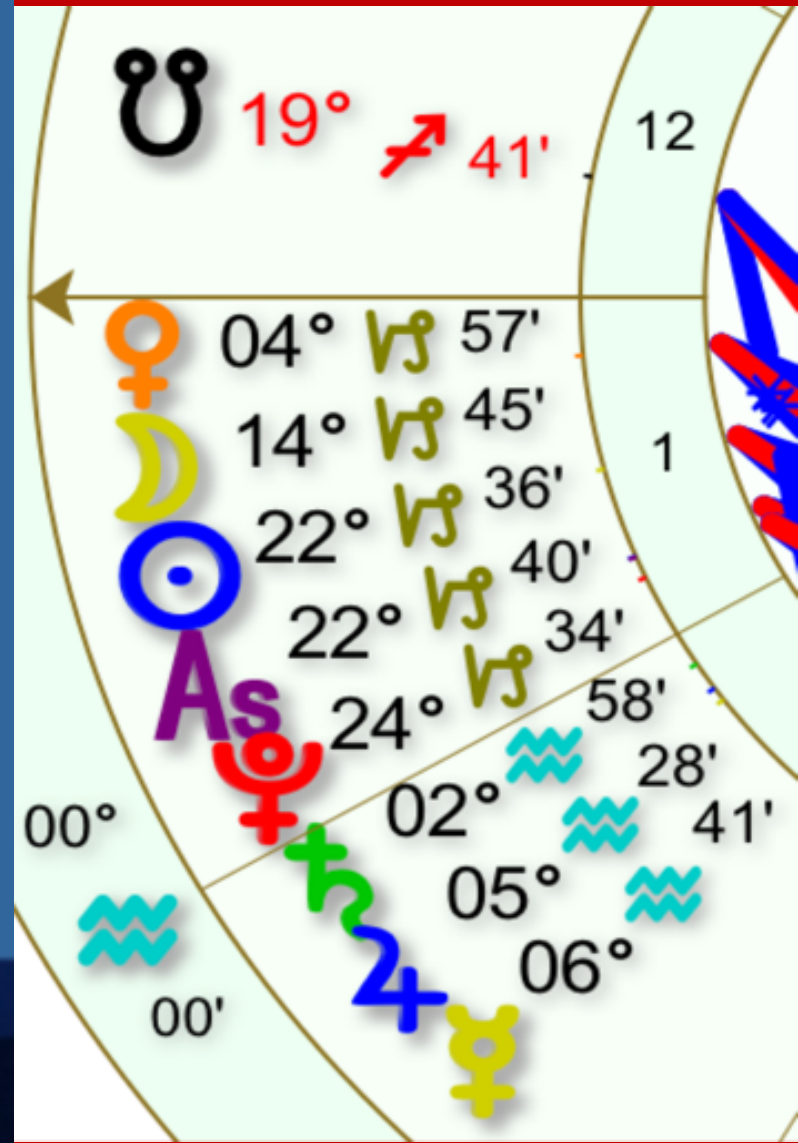 ☋ 19° ♐ 41'
12
♀ 04° ♑ 57'
☽ 14° ♑ 45'
1
☉ 22° ♑ 36'
As 22° ♑ 40'
♇ 24° ♑ 34'
♄ 02° ♒ 58'
♃ 05° ♒ 28'
☿ 06° ♒ 41'
00° ♒ 00'